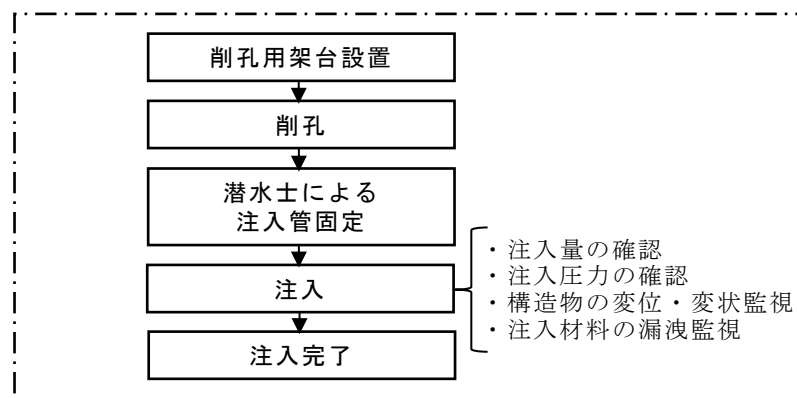 削孔用架台設置
削孔
潜水士による
注入管固定
注入
・注入量の確認
・注入圧力の確認
・構造物の変位・変状監視
・注入材料の漏洩監視
注入完了